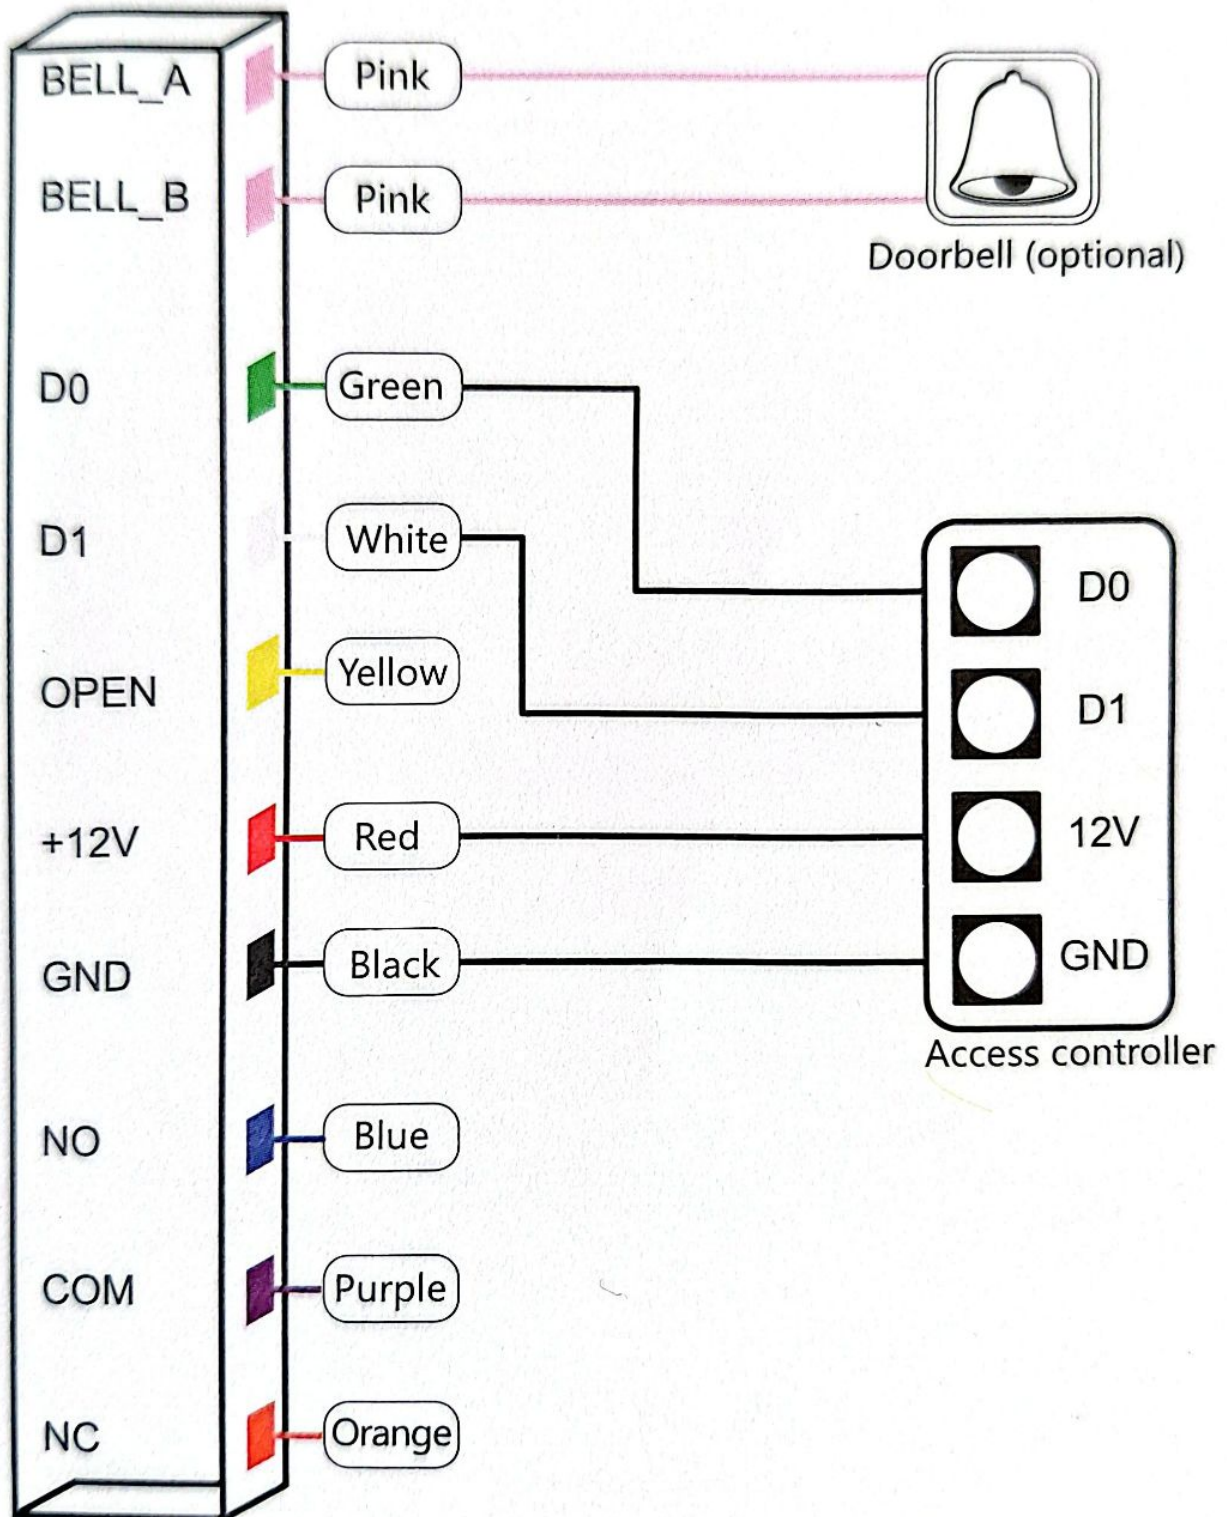 BELL_A Pink
BELL_B Pink
Doorbell (optional)
D0 Green
D1 White
D0
OPEN Yellow
D1
+12V Red 12V
GND Black GND
Access controller
NO Blue
COM Purple
NC Orange